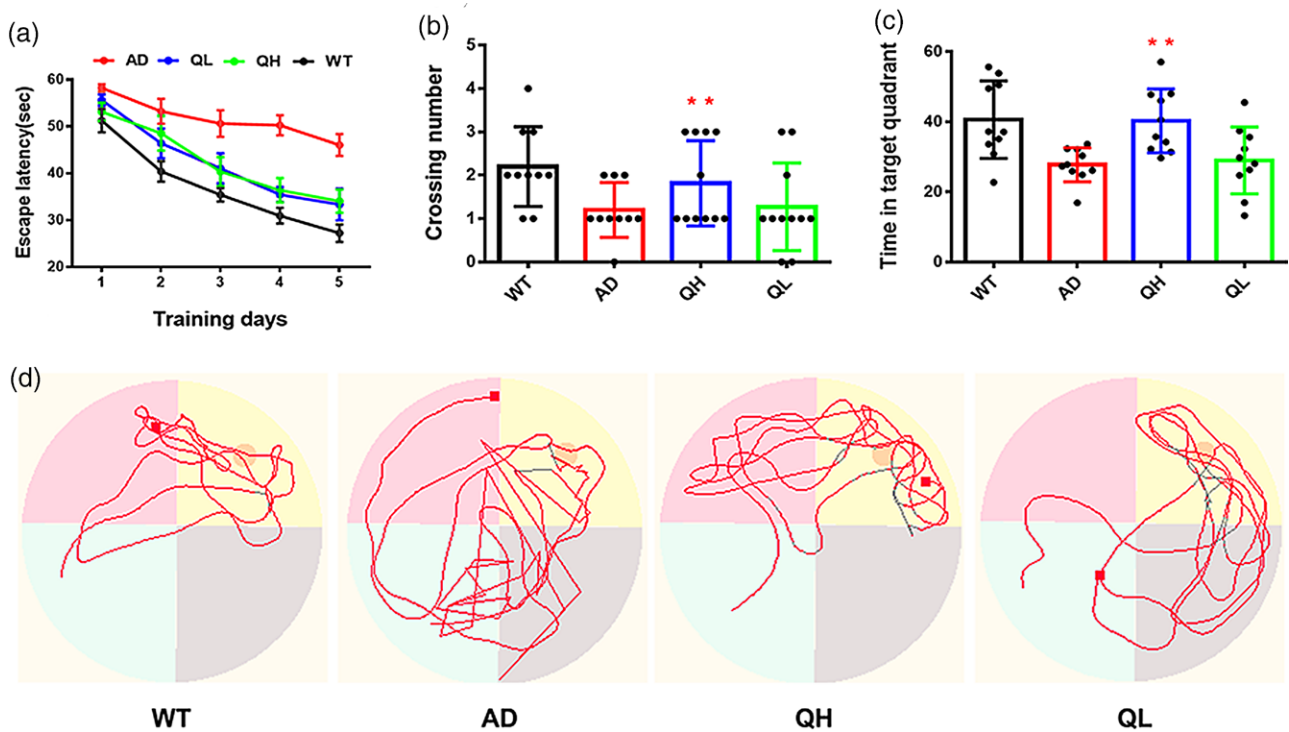 (a)
AD QL QH WT
Escape latency(sec)
60
50
40
30
20
1 2 3 4 5
Training days
(b)
Crossing number
5
4
3
2
1
0
* *
WT AD QH QL
(c)
Time in target quadrant
60
40
20
0
* *
WT AD QH QL
(d)
WT AD QH QL